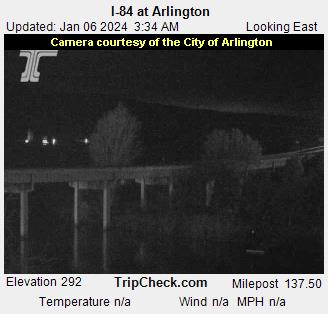 I-84 at Arlington
Updated: Jan 06 2024 3:34 AM Looking East
Camera courtesy of the City of Arlington
Elevation 292 TripCheck.com Milepost 137.50
Temperature n/a Wind n/a MPH n/a